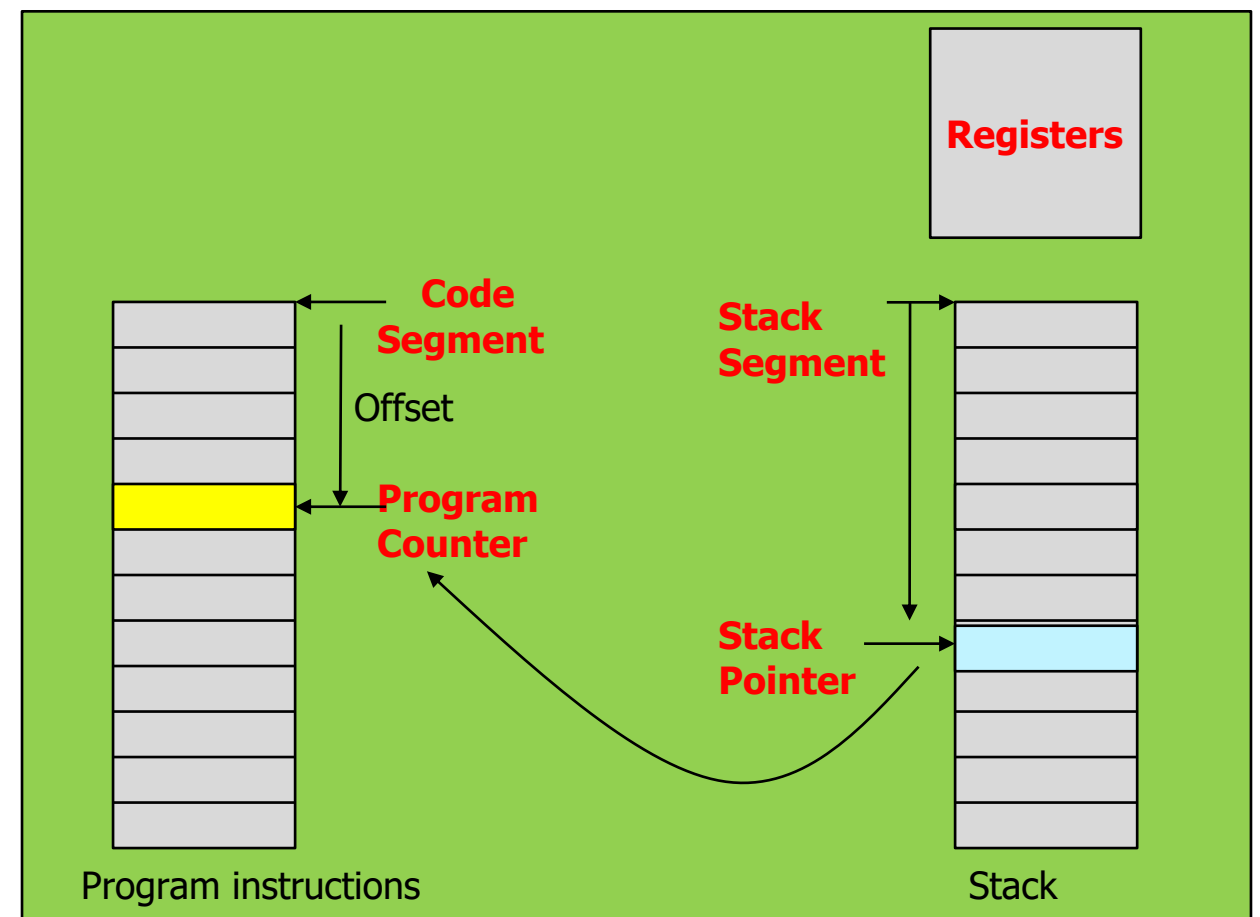 Registers
Code
Segment
Stack
Segment
Offset
Program
Counter
Stack
Pointer
Program instructions
Stack